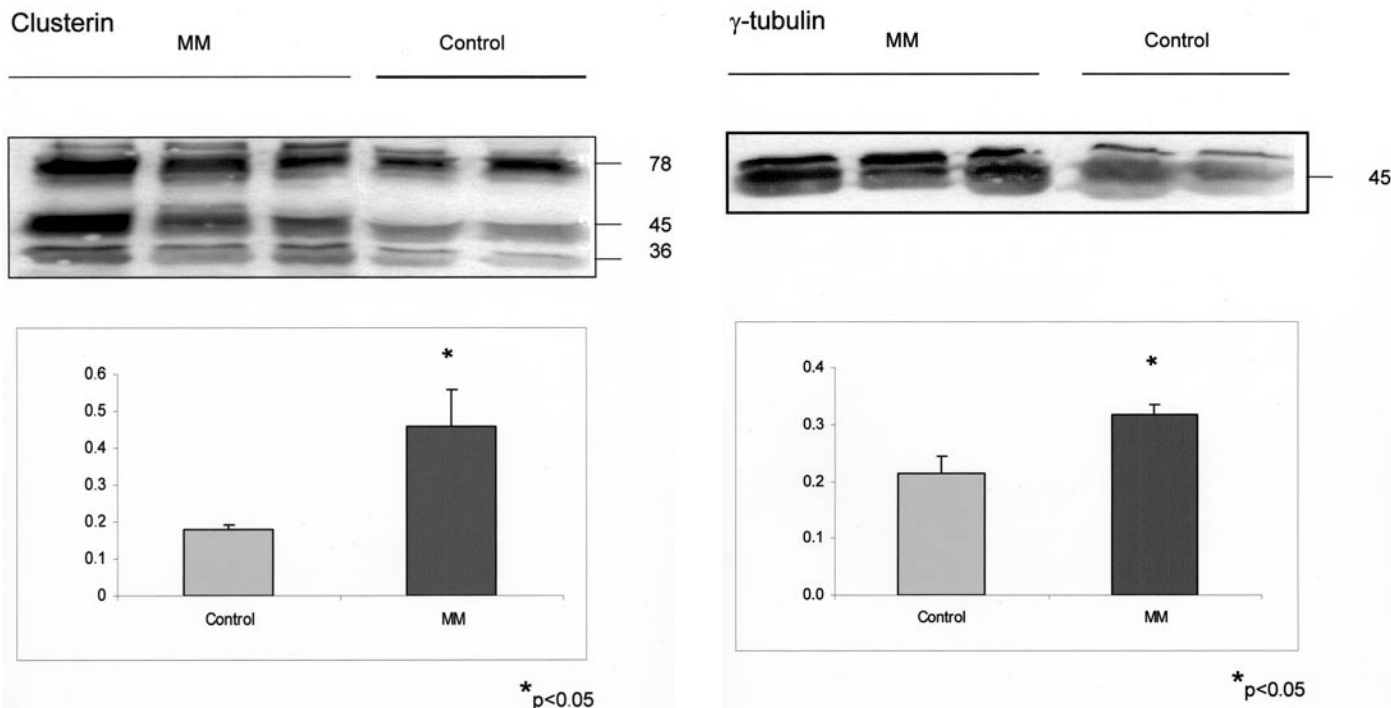 Clusterin
MM Control
78
45
36
*
0.6
0.5
0.4
0.3
0.2
0.1
0
Control MM
*p<0.05
γ-tubulin
MM Control
45
*
0.4
0.3
0.2
0.1
0.0
Control MM
*p<0.05